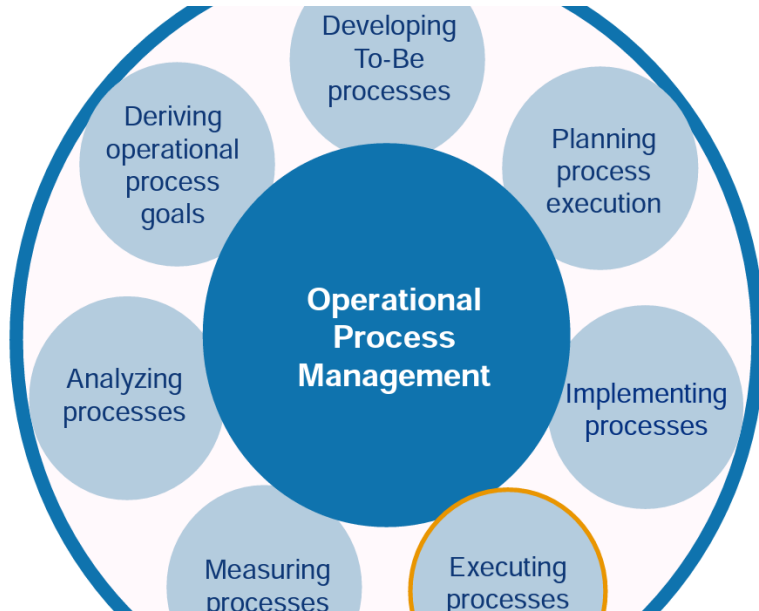 Developing
To-Be
processes
Deriving
operational
process
goals
Planning
process
execution
Operational
Process
Management
Analyzing
processes
Implementing
processes
Measuring
processes
Executing
processes